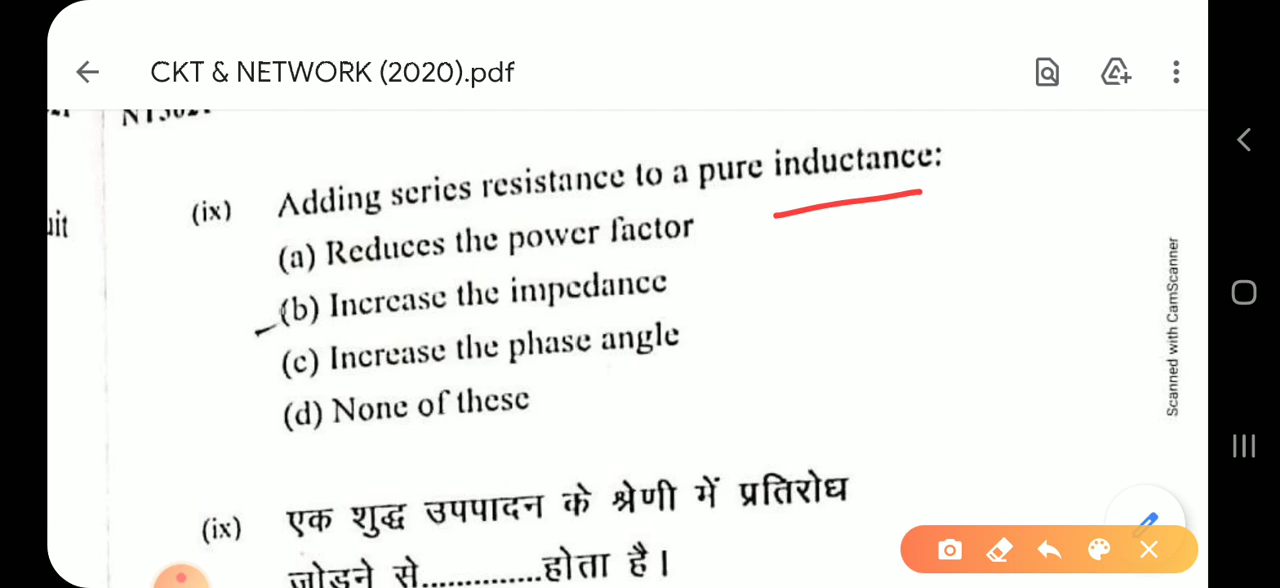 CKT & NETWORK (2020).pdf
uit
(ix) Adding series resistance to a pure inductance:
(a) Reduces the power factor
(b) Increase the impedance
(c) Increase the phase angle
(d) None of these
(ix) एक शुद्ध उपपादन के श्रेणी में प्रतिरोध
जोड़ने से..............होता है।
Scanned with CamScanner